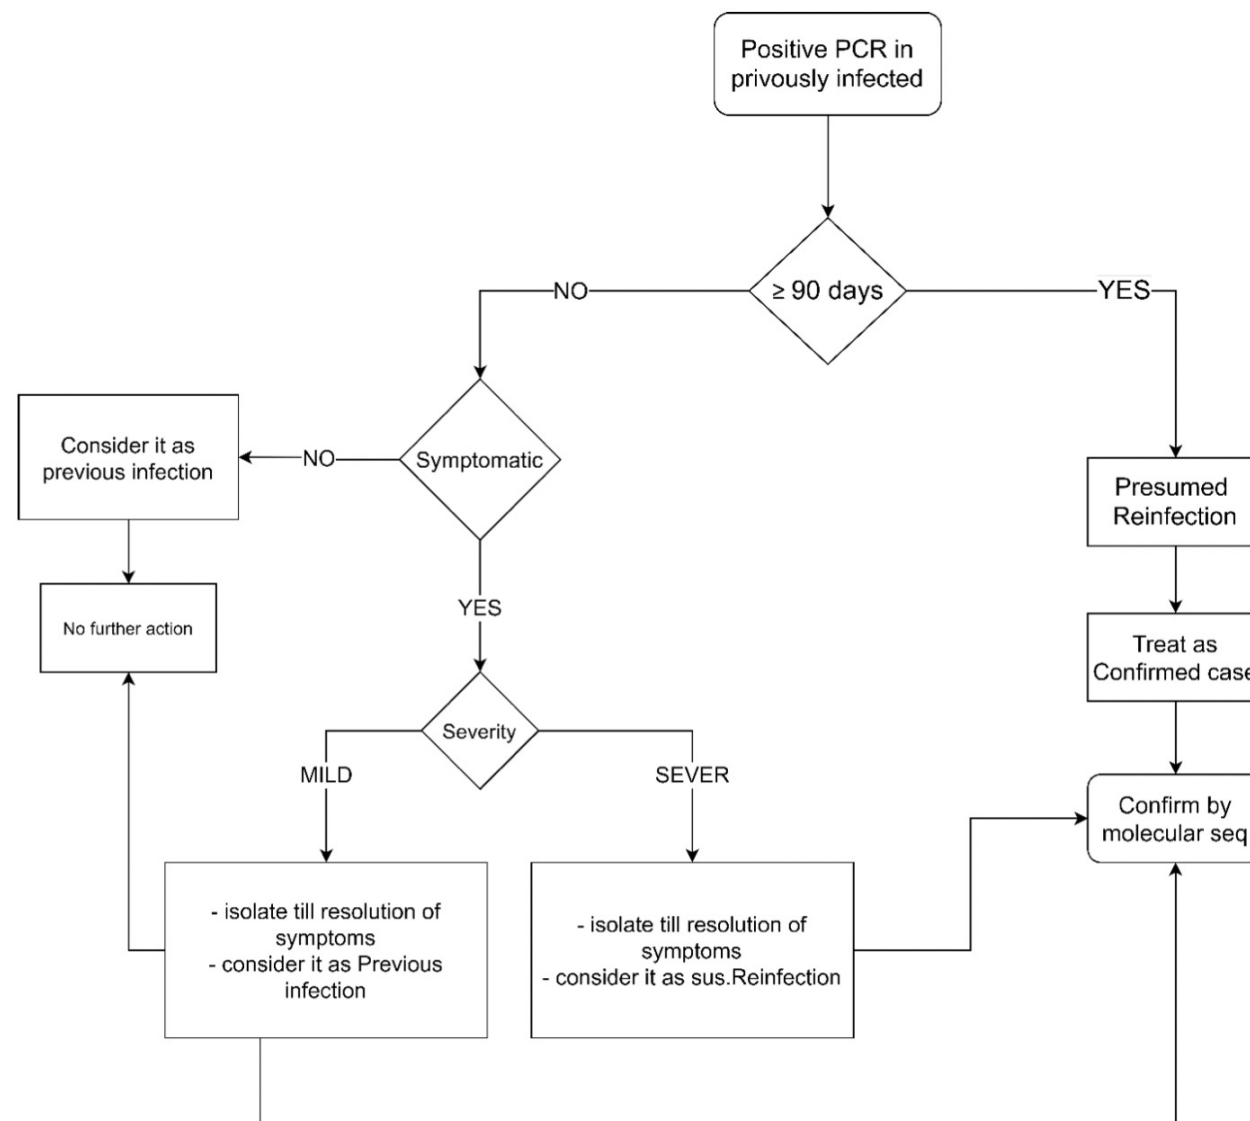 Positive PCR in
privously infected
≥ 90 days
NO
YES
Symptomatic
NO
Consider it as
previous infection
No further action
YES
Severity
MILD
SEVER
- isolate till resolution of
symptoms
- consider it as Previous
infection
- isolate till resolution of
symptoms
- consider it as sus.Reinfection
Presumed
Reinfection
Treat as
Confirmed case
Confirm by
molecular seq